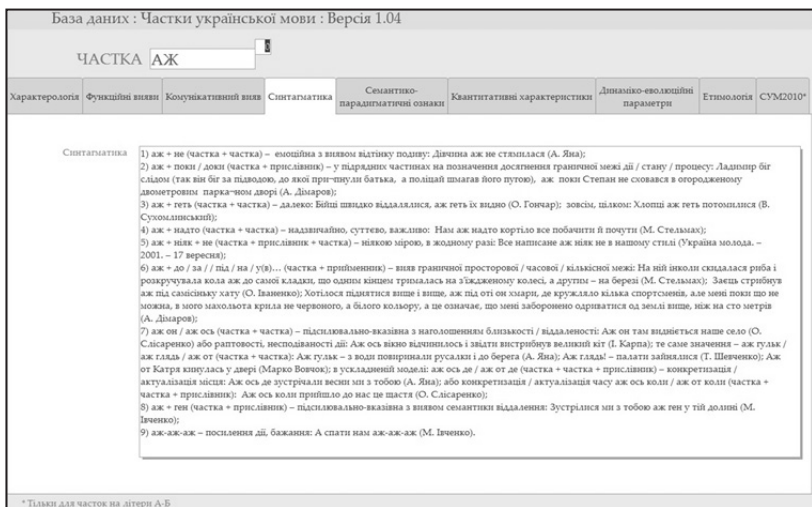 База даних : Частки української мови : Версія 1.04
ЧАСТКА АЖ
Характерологія Функційні вияви Комунікативний вияв Синтагматика Семантико-парадигматичні ознаки Квантитативні характеристики Динаміко-еволюційні параметри Етимологія СУМ2010*
Синтагматика
1) аж + не (частка + частка) – емоційна з виявом відтінку подиву: Дівчина аж не стямилася (А. Яна);
2) аж + поки / доки (частка + прислівник) – у підрядних частинах на позначення досягнення граничної межі дії / стану / процесу: Ладимир біг
слідом (так він біг за підводою, до якої при¬пнули батька, а поліцай шмагав його пугою), аж поки Степан не сховався в огородженому
двометровим парка¬ном дворі (А. Дімаров);
3) аж + геть (частка + частка) – далеко: Бійці швидко віддалялися, аж геть їх видно (О. Гончар); зовсім, цілком: Хлопці аж геть потомилися (В.
Сухомлинський);
4) аж + надто (частка + частка) – надзвичайно, суттєво, важливо: Нам аж надто кортіло все побачити й почути (М. Стельмах);
5) аж + ніяк + не (частка + прислівник + частка) – ніякою мірою, в жодному разі: Все написане аж ніяк не в нашому стилі (Україна молода. –
2001. – 17 вересня);
6) аж + до / за / / під / на / у(в)… (частка + прийменник) – вияв граничної просторової / часової / кількісної межі: На ній інколи скидалася риба і
розкручувала кола аж до самої кладки, що одним кінцем трималась на з'їждженому колесі, а другим – на березі (М. Стельмах); Заєць стрибнув
аж під самісіньку хату (О. Іваненко); Хотілося піднятися вище і вище, аж під оті он хмари, де кружляло кілька спортсменів, але мені поки що не
можна, в мого махольота крила не червоного, а білого кольору, а це означає, що мені заборонено одриватися од землі вище, ніж на сто метрів
(А. Дімаров);
7) аж он / аж ось (частка + частка) – підсилювально-вказівна з наголошенням близькості / віддаленості: Аж он там видніється наше село (О.
Слісаренко) або раптовості, несподіваності дії: Аж ось вікно відчинилось і звідти вистрибнув великий кіт (І. Карпа); те саме значення – аж гульк /
аж глядь / аж от (частка + частка): Аж гульк – з води повиринали русалки і до берега (А. Яна); Аж глядь! – палати зайнялися (Т. Шевченко); Аж
от Катря кинулась у двері (Марко Вовчок); в ускладненій моделі: аж ось де / аж от де (частка + частка + прислівник) – конкретизація /
актуалізація місця: Аж ось де зустрічали весни ми з тобою (А. Яна); або конкретизація / актуалізація часу аж ось коли / аж от коли (частка +
частка + прислівник): Аж ось коли прийшло до нас це щастя (О. Слісаренко);
8) аж + ген (частка + прислівник) – підсилювально-вказівна з виявом семантики віддалення: Зустрілися ми з тобою аж ген у тій долині (М.
Івченко);
9) аж-аж-аж – посилення дії, бажання: А спати нам аж-аж-аж (М. Івченко).
* Тільки для часток на літери А-Б